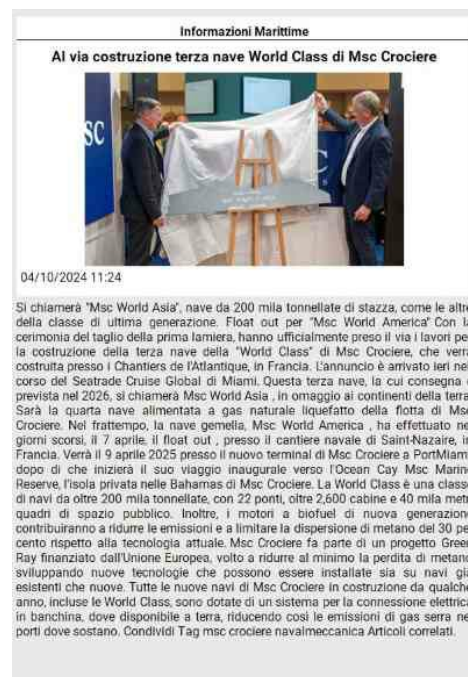 Informazioni Marittime
Al via costruzione terza nave World Class di Msc Crociere
SC
C
04/10/2024 11:24
Si chiamerà "Msc World Asia", nave da 200 mila tonnellate di stazza, come le altre
della classe di ultima generazione. Float out per "Msc World America" Con la
cerimonia del taglio della prima lamiera, hanno ufficialmente preso il via i lavori per
la costruzione della terza nave della "World Class" di Msc Crociere, che verrà
costruita presso i Chantiers de l'Atlantique, in Francia. L'annuncio è arrivato ieri nel
corso del Seatrade Cruise Global di Miami. Questa terza nave, la cui consegna è
prevista nel 2026, si chiamerà Msc World Asia , in omaggio ai continenti della terra.
Sarà la quarta nave alimentata a gas naturale liquefatto della flotta di Msc
Crociere. Nel frattempo, la nave gemella, Msc World America , ha effettuato nei
giorni scorsi, il 7 aprile, il float out , presso il cantiere navale di Saint-Nazaire, in
Francia. Verrà il 9 aprile 2025 presso il nuovo terminal di Msc Crociere a PortMiami,
dopo di che inizierà il suo viaggio inaugurale verso l'Ocean Cay Msc Marine
Reserve, l'isola privata nelle Bahamas di Msc Crociere. La World Class è una classe
di navi da oltre 200 mila tonnellate, con 22 ponti, oltre 2,600 cabine e 40 mila metri
quadri di spazio pubblico. Inoltre, i motori a biofuel di nuova generazione
contribuiranno a ridurre le emissioni e a limitare la dispersione di metano del 30 per
cento rispetto alla tecnologia attuale. Msc Crociere fa parte di un progetto Green
Ray finanziato dall'Unione Europea, volto a ridurre al minimo la perdita di metano
sviluppando nuove tecnologie che possono essere installate sia su navi già
esistenti che nuove. Tutte le nuove navi di Msc Crociere in costruzione da qualche
anno, incluse le World Class, sono dotate di un sistema per la connessione elettrica
in banchina, dove disponibile a terra, riducendo così le emissioni di gas serra nei
porti dove sostano. Condividi Tag msc crociere navalmeccanica Articoli correlati.